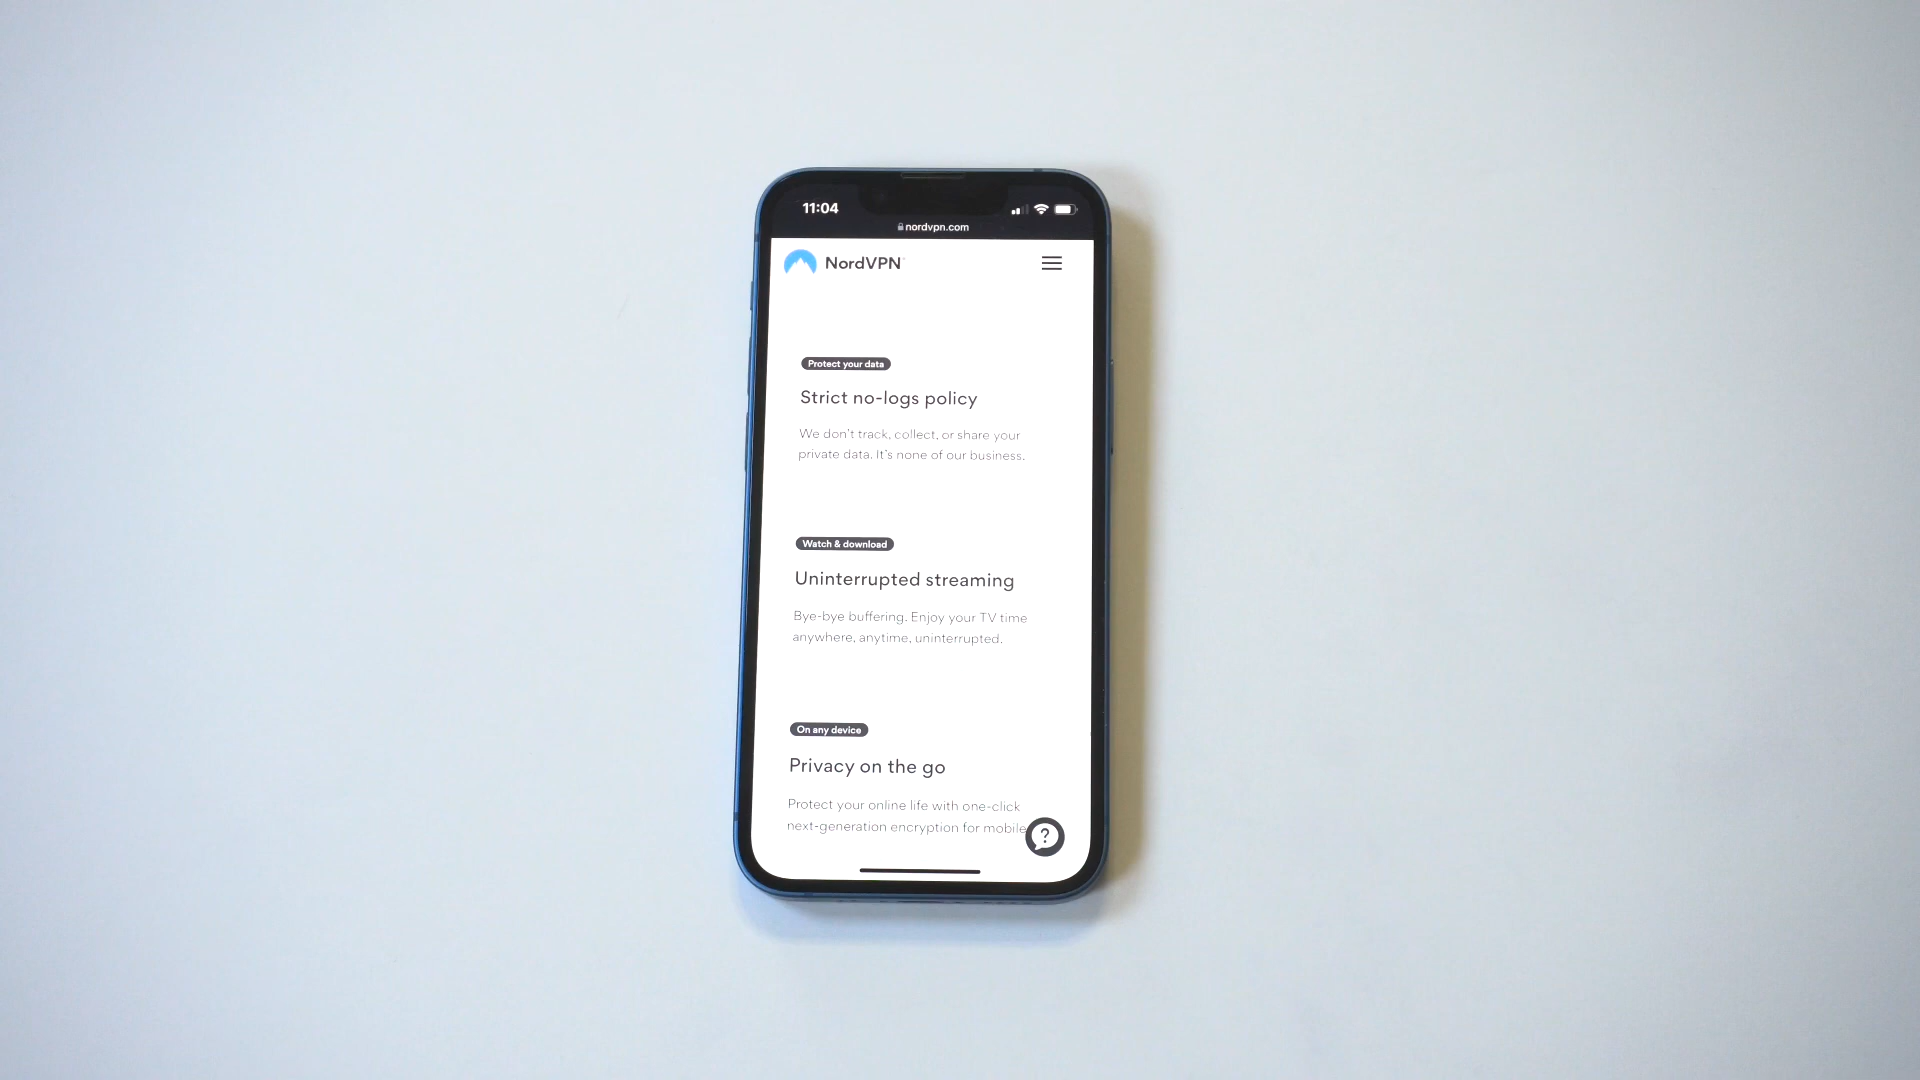 11:04
nordvpn.com
NordVPN
Protect your data
Strict no-logs policy
We don't track, collect, or share your
private data. It's none of our business.
Watch & download
Uninterrupted streaming
Bye-bye buffering. Enjoy your TV time
anywhere, anytime, uninterrupted.
On any device
Privacy on the go
Protect your online life with one-click
next-generation encryption for mobile
?